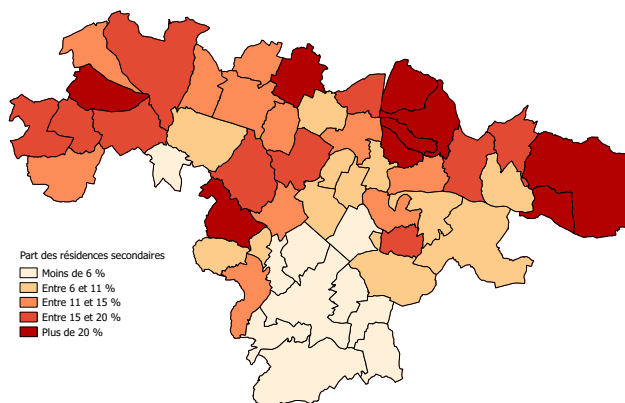 Part des résidences secondaires
Moins de 6 %
Entre 6 et 11 %
Entre 11 et 15 %
Entre 15 et 20 %
Plus de 20 %